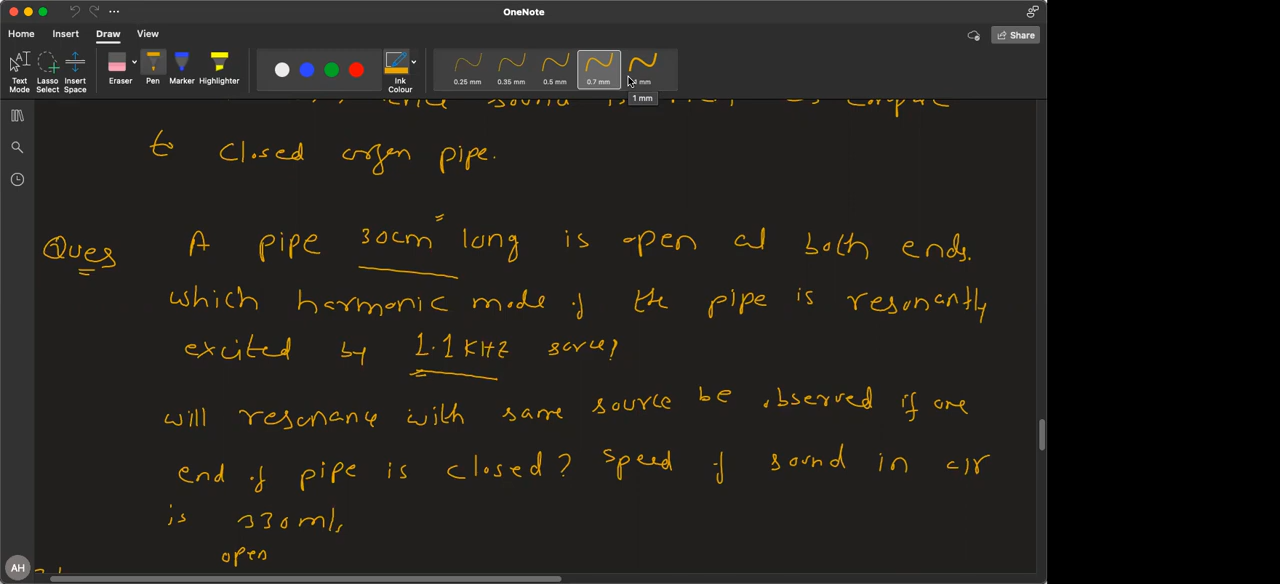 OneNote
Home Insert Draw View
Share
Text Mode Lasso Select Insert Space Eraser Pen Marker Highlighter Ink Colour 0.25 mm 0.35 mm 0.5 mm 0.7 mm mm
1 mm
sound is
to closed organ pipe.
Ques A pipe 30cm long is open at both ends.
which harmonic mode of the pipe is resonantly
excited by 1.1 KHZ
will resonance with same source be observed if one
end of pipe is closed? speed of sound in air
is 330 m/s
open
AH